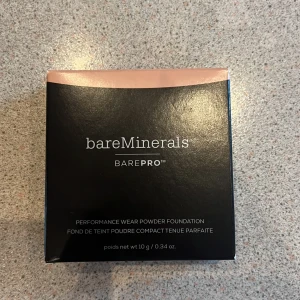 bareMinerals™
BAREPRO™
PERFORMANCE WEAR POWDER FOUNDATION
FOND DE TEINT POUDRE COMPACT TENUE PARFAITE
poids net wt 10 g / 0.34 oz.